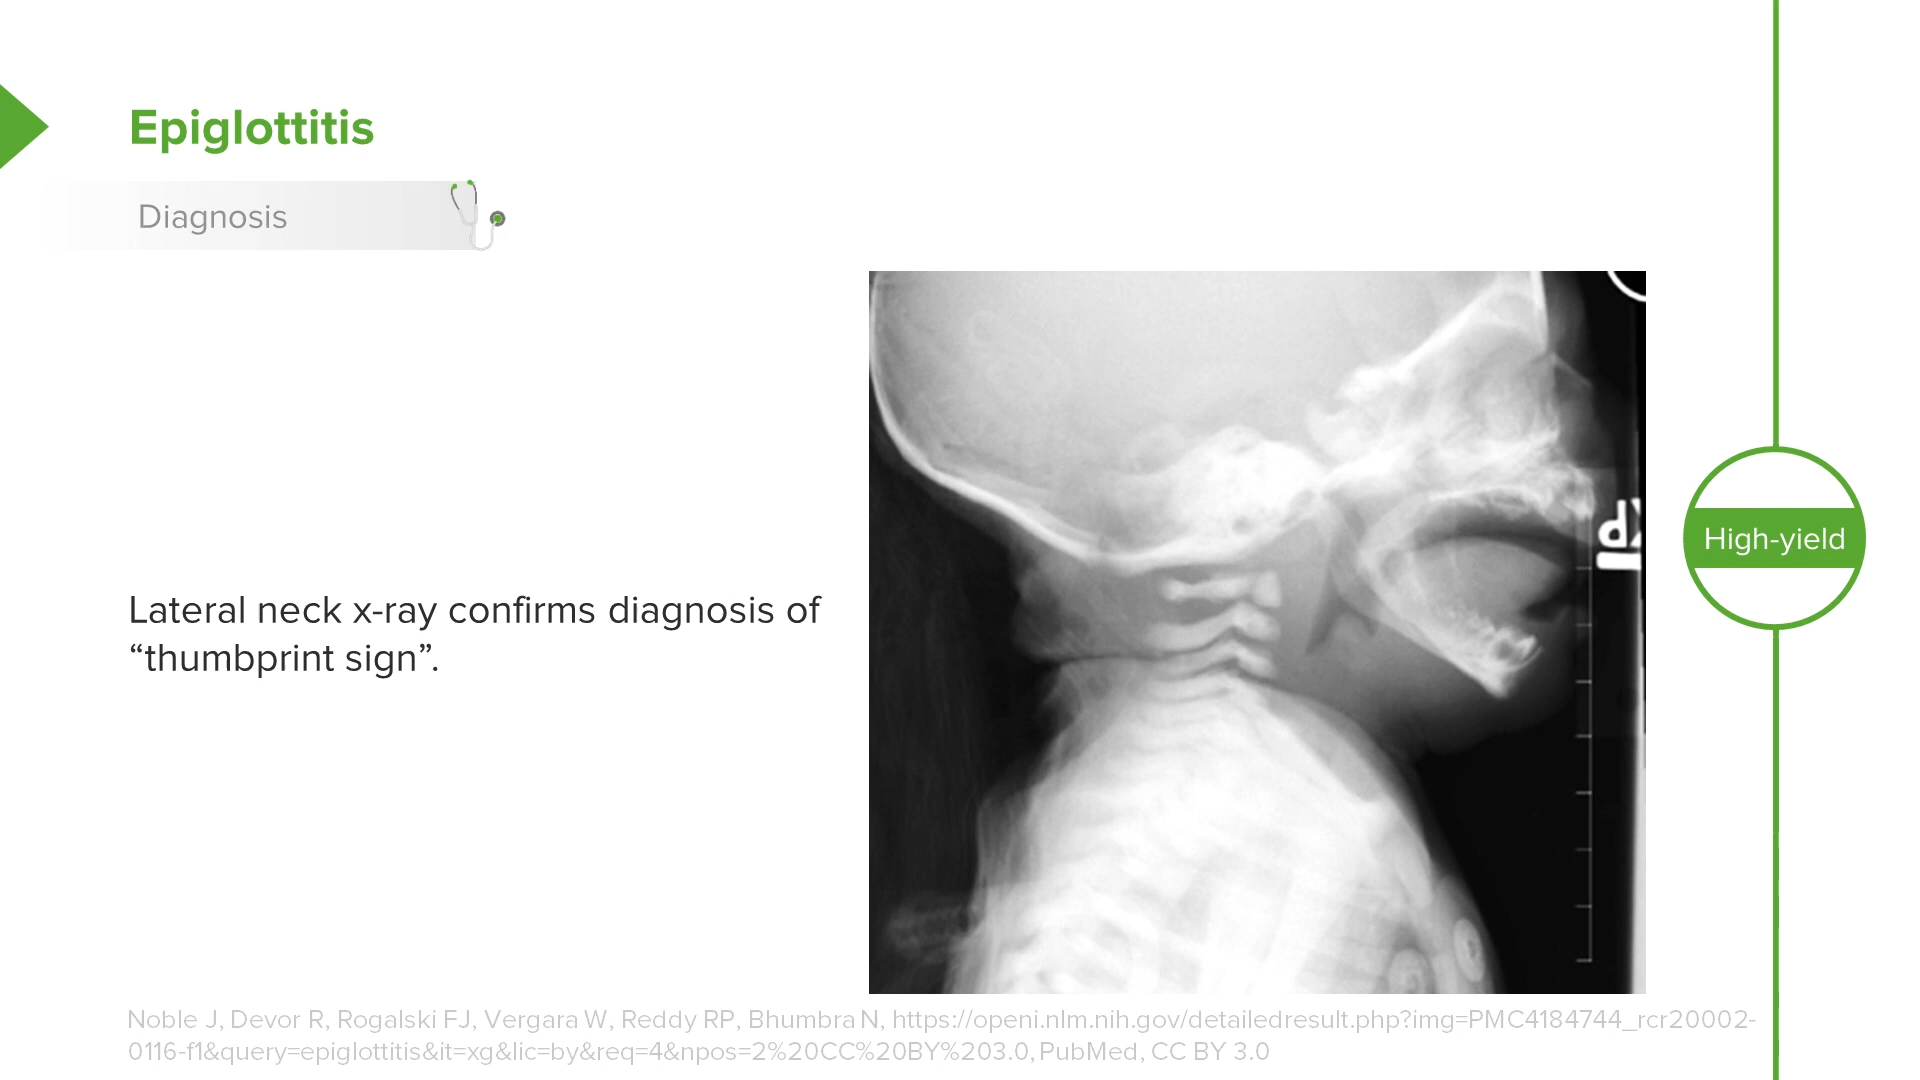 Epiglottitis
Diagnosis
High-yield
Lateral neck x-ray confirms diagnosis of
“thumbprint sign”.
Noble J, Devor R, Rogalski FJ, Vergara W, Reddy RP, Bhumbra N, https://openi.nlm.nih.gov/detailedresult.php?img=PMC4184744_rcr20002-
0116-f1&query=epiglottitis&it=xg&lic=by&req=4&npos=2%20CC%20BY%203.0, PubMed, CC BY 3.0